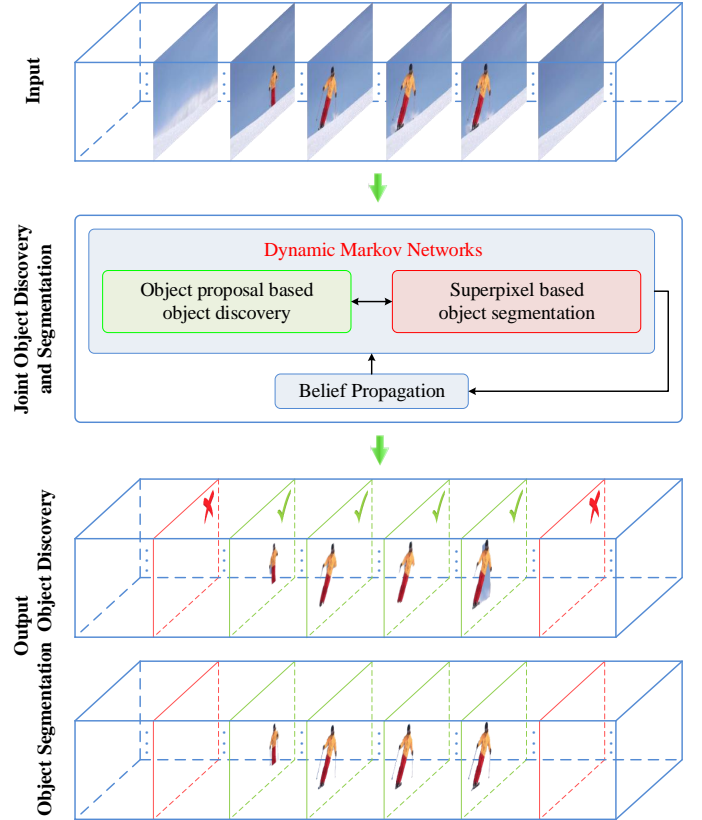 Input
Joint Object Discovery
and Segmentation
Dynamic Markov Networks
Object proposal based
object discovery
Superpixel based
object segmentation
Belief Propagation
Output
Object Discovery
Object Segmentation